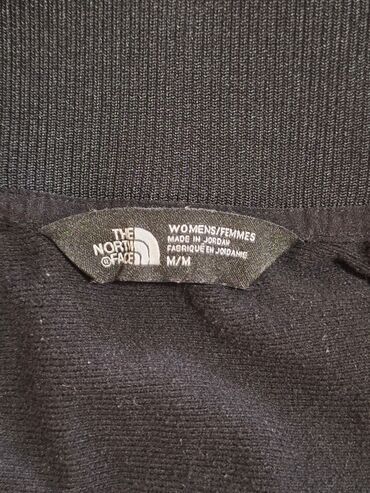 THE
NORTH
FACE
WOMENS/FEMMES
MADE IN JORDAN
FABRIQUÉ EN JORDANIE
M/M